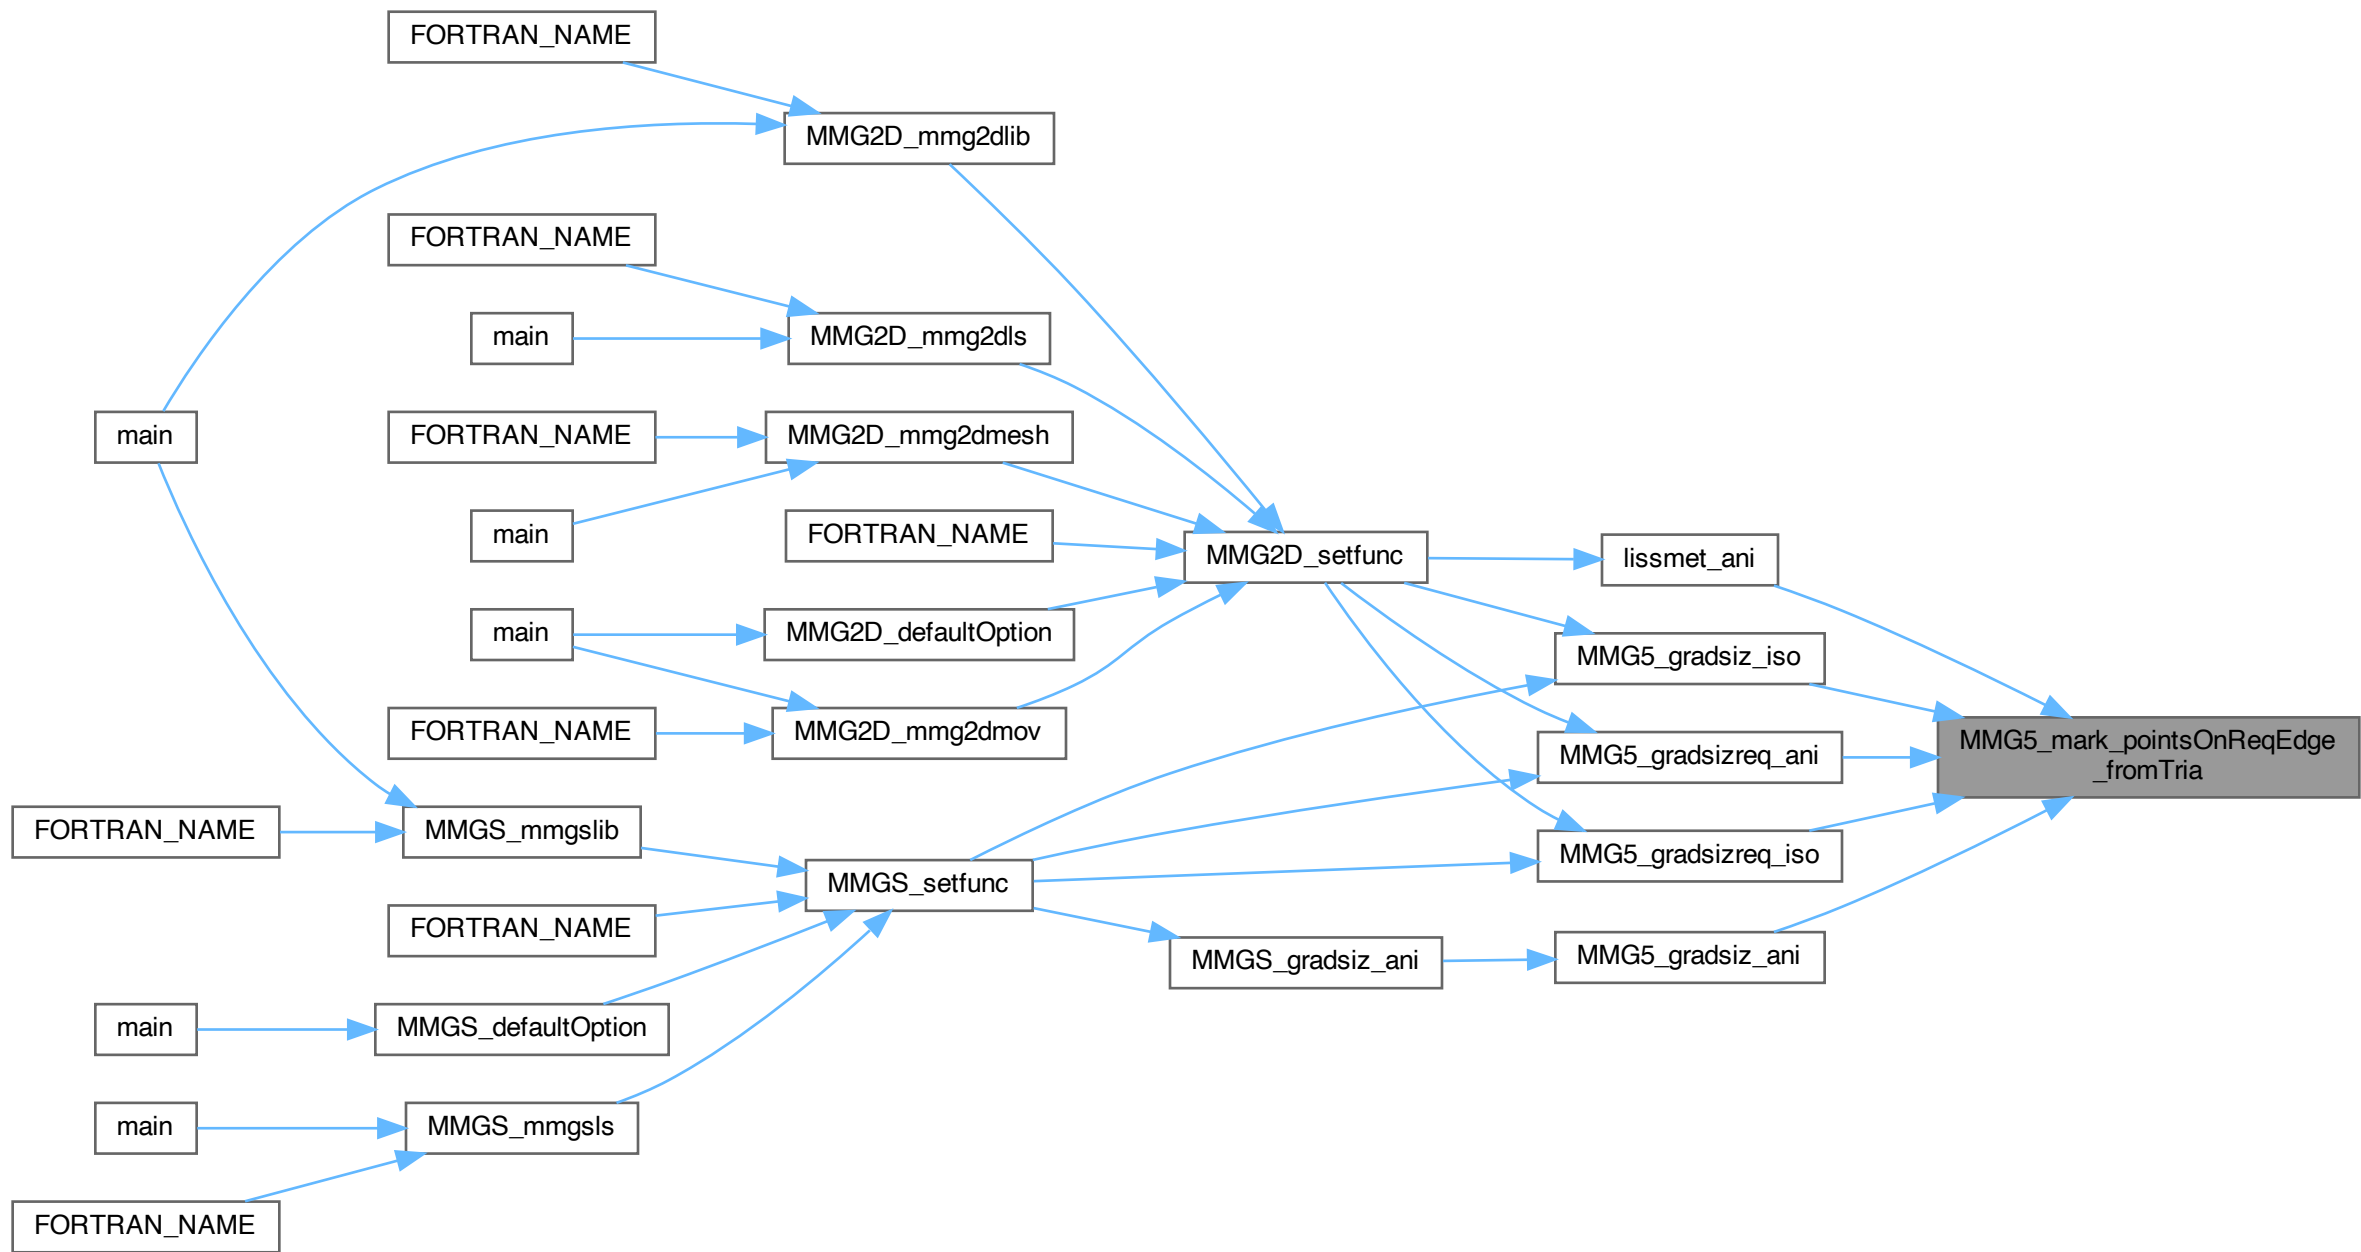 FORTRAN_NAME
MMG2D_mmg2dlib
FORTRAN_NAME
main
MMG2D_mmg2dls
main
FORTRAN_NAME
MMG2D_mmg2dmesh
main
FORTRAN_NAME
MMG2D_setfunc
lissmet_ani
main
MMG2D_defaultOption
MMG5_gradsiz_iso
FORTRAN_NAME
MMG2D_mmg2dmov
MMG5_gradsizreq_ani
MMG5_mark_pointsOnReqEdge
_fromTria
FORTRAN_NAME
MMGS_mmgslib
MMGS_setfunc
MMG5_gradsizreq_iso
FORTRAN_NAME
MMGS_gradsiz_ani
MMG5_gradsiz_ani
main
MMGS_defaultOption
main
MMGS_mmgsls
FORTRAN_NAME